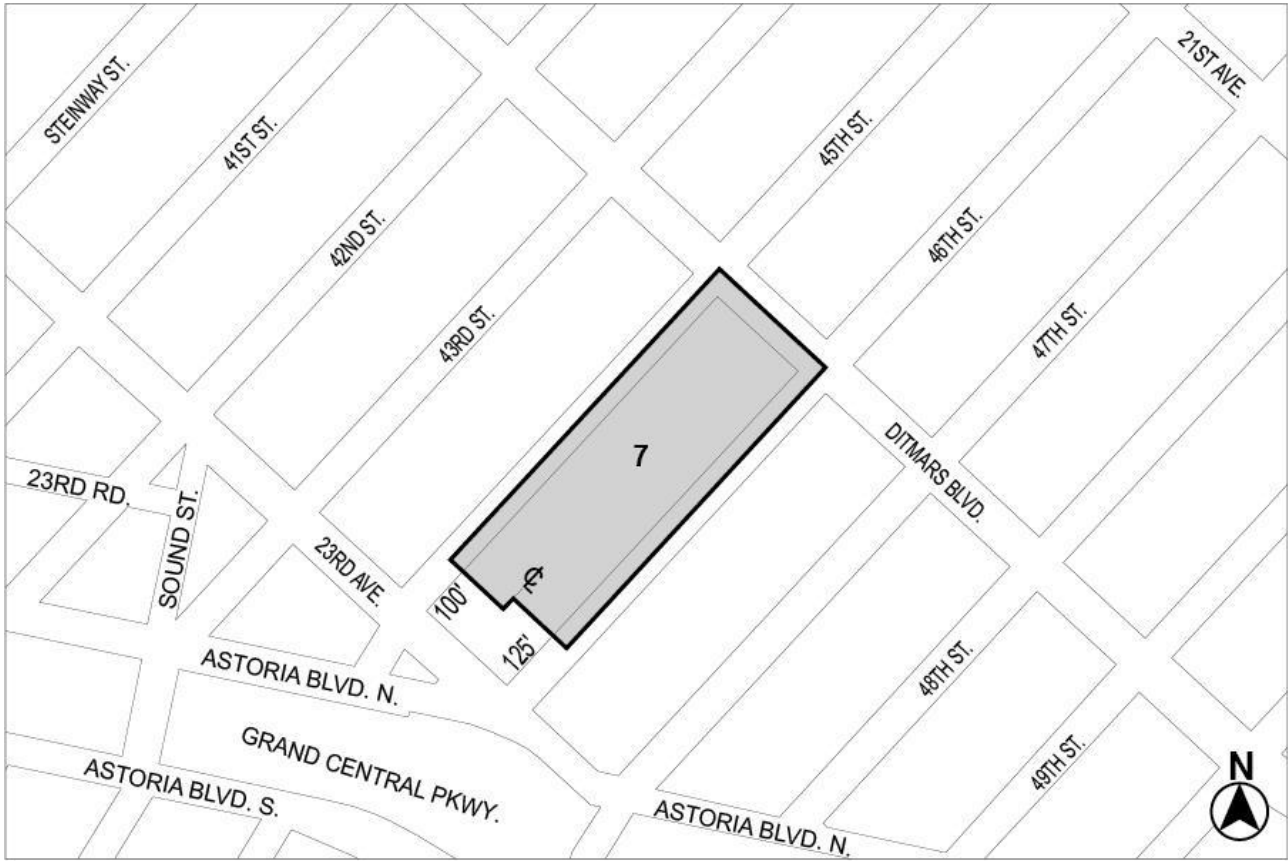 STEINWAY ST.
41ST ST.
42ND ST.
43RD ST.
45TH ST.
46TH ST.
47TH ST.
21ST AVE.
7
DITMARS BLVD.
23RD RD.
SOUND ST.
23RD AVE.
100'
℄
125'
ASTORIA BLVD. N.
GRAND CENTRAL PKWY.
ASTORIA BLVD. S.
48TH ST.
49TH ST.
ASTORIA BLVD. N.
N